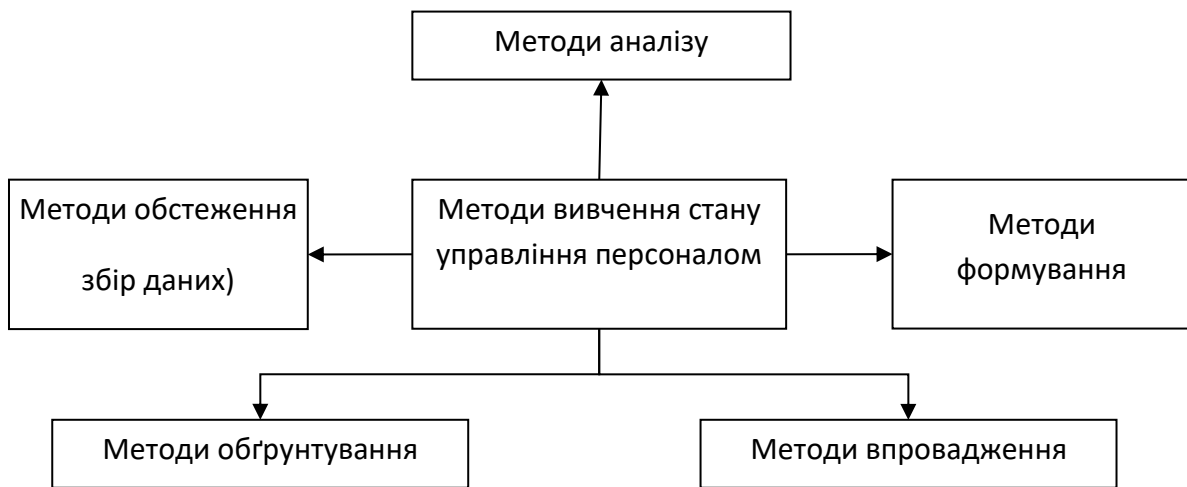 Методи аналізу
Методи обстеження
збір даних)
Методи вивчення стану
управління персоналом
Методи
формування
Методи обґрунтування
Методи впровадження